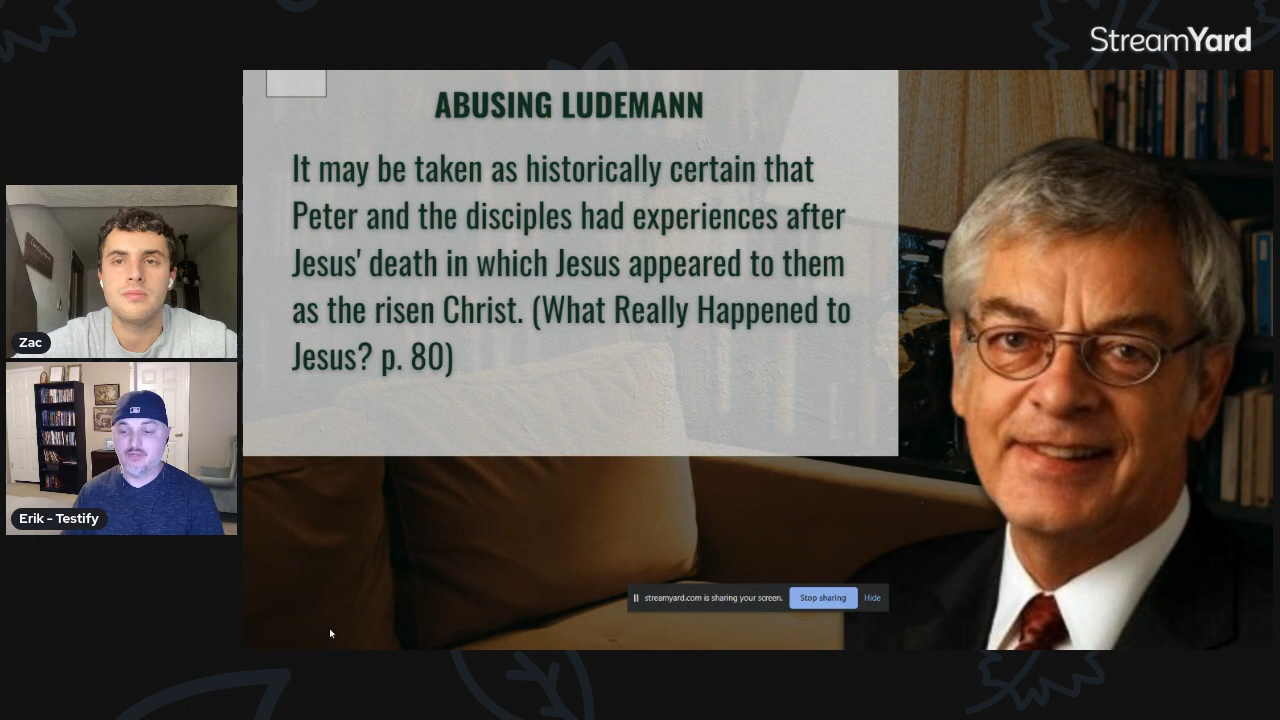 StreamYard
ABUSING LUDEMANN
It may be taken as historically certain that
Peter and the disciples had experiences after
Jesus' death in which Jesus appeared to them
as the risen Christ. (What Really Happened to
Jesus? p. 80)
Zac
Erik - Testify
streamyard.com is sharing your screen. Stop sharing Hide